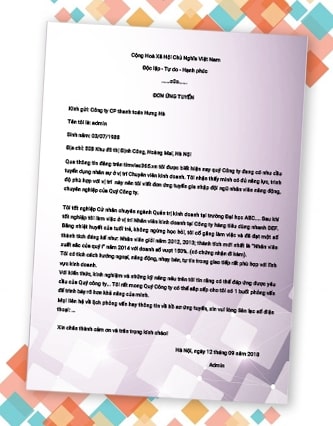 Cộng Hoà Xã Hội Chủ Nghĩa Việt Nam
Độc lập - Tự do - Hạnh phúc
ĐƠN ỨNG TUYỂN
Kính gửi: Công ty CP thanh toán Hưng Hà
Tên tôi là: admin
Sinh năm: 03/07/1988
Địa chỉ: B2B Khu đô thị Định Công, Hoàng Mai, Hà Nội
Qua thông tin đăng trên timviec365.vn tôi được biết hiện nay quý Công ty đang có nhu cầu
tuyển dụng nhân sự ở vị trí Chuyên viên kinh doanh. Tôi nhận thấy mình có đủ năng lực, trình
độ phù hợp với vị trí này nên tôi viết đơn ứng tuyển gia nhập đội ngũ nhân viên năng động,
chuyên nghiệp của Quý Công ty.
Tôi tốt nghiệp Cử nhân chuyên ngành Quản trị kinh doanh tại trường Đại học ABC,... Sau khi
tốt nghiệp tôi làm việc ở vị trí nhân viên kinh doanh tại Công ty hàng tiêu dùng nhanh DEF.
Bằng nhiệt huyết của tuổi trẻ, không ngừng học hỏi, tôi cố gắng làm việc và đã đạt một số
thành tích đáng kể như: Nhân viên giỏi năm 2012, 2013; thành tích mới nhất là "Nhân viên
xuất sắc của quý" năm 2014 với doanh số vượt 100%. (có chứng nhận đi kèm).
Tôi có tích cách hướng ngoại, năng động, nhạy bén, tự tin trong giao tiếp rất phù hợp với lĩnh
vực kinh doanh.
Với kiến thức, kinh nghiệm và những kỹ năng nêu trên tôi tin rằng có thể đáp ứng được yêu
cầu của Quý công ty... Tôi rất mong Quý Công ty có thể sắp xếp cho tôi số 1 buổi phỏng vấn
để trình bày rõ hơn khả năng của mình.
Mọi liên hệ về lịch phỏng vấn hay thông tin về hồ sơ ứng tuyển, xin vui lòng liên lạc số điện
thoại: ...
Xin chân thành cảm ơn và trân trọng kính chào!
Hà Nội, ngày 12 tháng 09 năm 2018
Admin